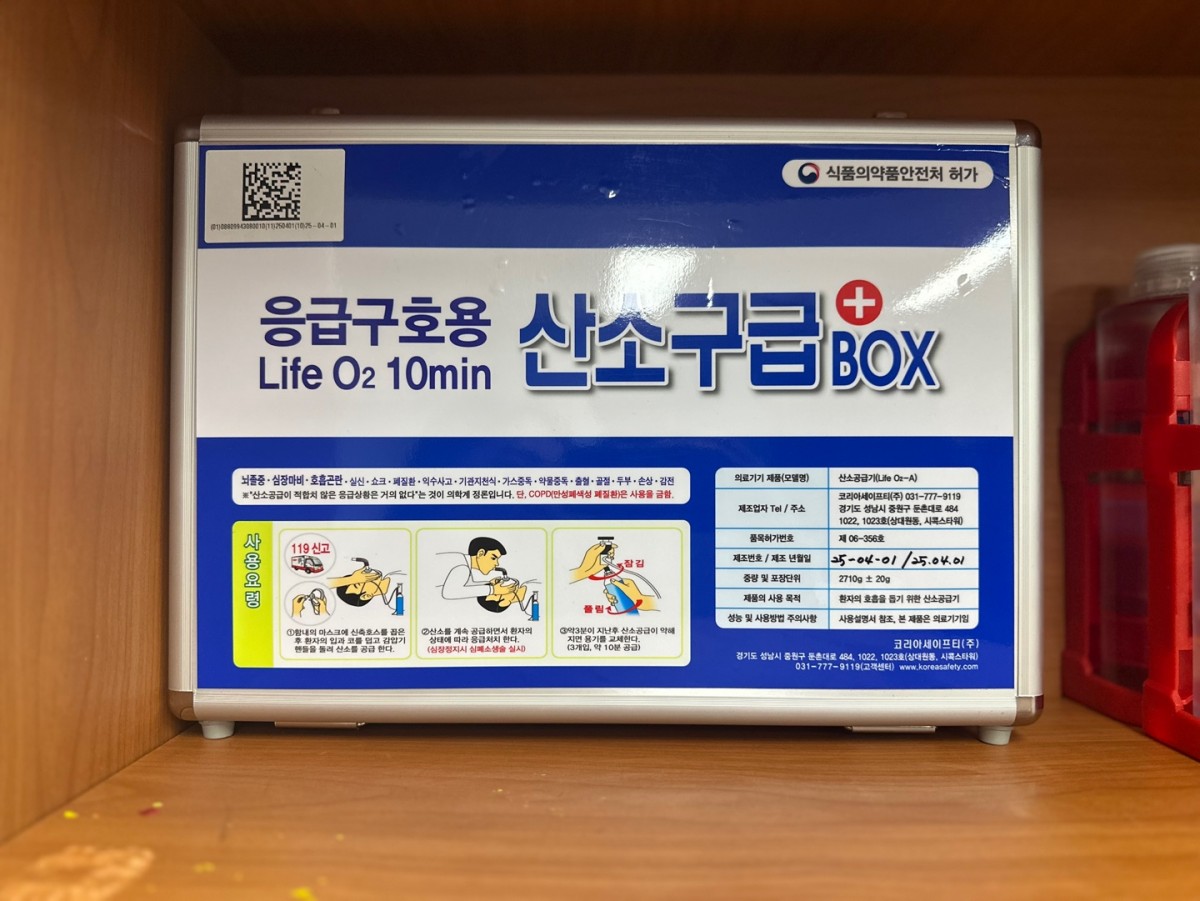 (01)08809843080010(11)250401(10)25-04-01
식품의약품안전처 허가
응급구호용
Life O2 10min
산소구급 BOX
뇌졸중 · 심장마비 · 호흡곤란 · 실신 · 쇼크 · 폐질환 · 익수사고 · 기관지천식 · 가스중독 · 약물중독 · 출혈 · 골절 · 두부 · 손상 · 감전
※"산소공급이 적합치 않은 응급상황은 거의 없다"는 것이 의학계 정론입니다. 단, COPD(만성폐색성 폐질환)은 사용을 금함.
사용요령
119 신고
①함내의 마스크에 신축호스를 꼽은
후 환자의 입과 코를 덮고 감압기
핸들을 돌려 산소를 공급 한다.
②산소를 계속 공급하면서 환자의
상태에 따라 응급처치 한다.
(심장정지시 심폐소생술 실시)
잠김
풀림
③약3분이 지난후 산소공급이 약해
지면 용기를 교체한다.
(3개입, 약 10분 공급)
의료기기 제품(모델명) 산소공급기(Life O2-A)
제조업자 Tel / 주소 코리아세이프티(주) 031-777-9119
경기도 성남시 중원구 둔촌대로 484
1022, 1023호(상대원동, 시콕스타워)
품목허가번호 제 06-356호
제조번호 / 제조 년월일 25-04-01 / 25.04.01
중량 및 포장단위 2710g ± 20g
제품의 사용 목적 환자의 호흡을 돕기 위한 산소공급기
성능 및 사용방법 주의사항 사용설명서 참조, 본 제품은 의료기기임
코리아세이프티(주)
경기도 성남시 중원구 둔촌대로 484, 1022, 1023호(상대원동, 시콕스타워)
031-777-9119(고객센터) www.koreasafety.com